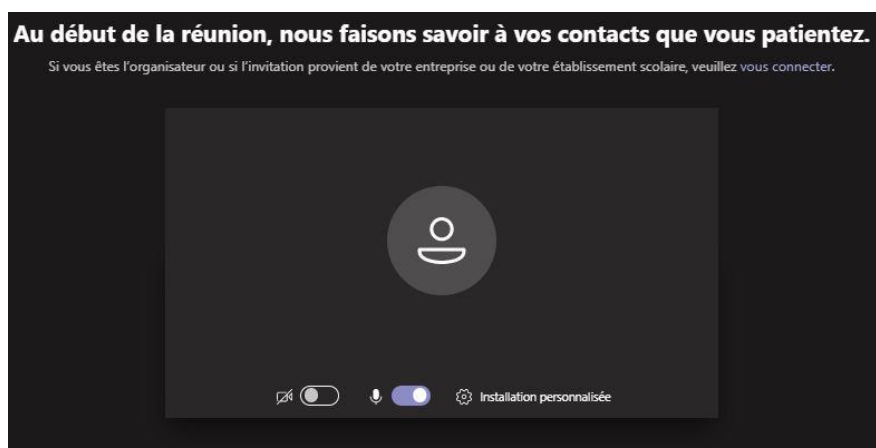 Au début de la réunion, nous faisons savoir à vos contacts que vous patientez.
Si vous êtes l'organisateur ou si l'invitation provient de votre entreprise ou de votre établissement scolaire, veuillez vous connecter.
Installation personnalisée